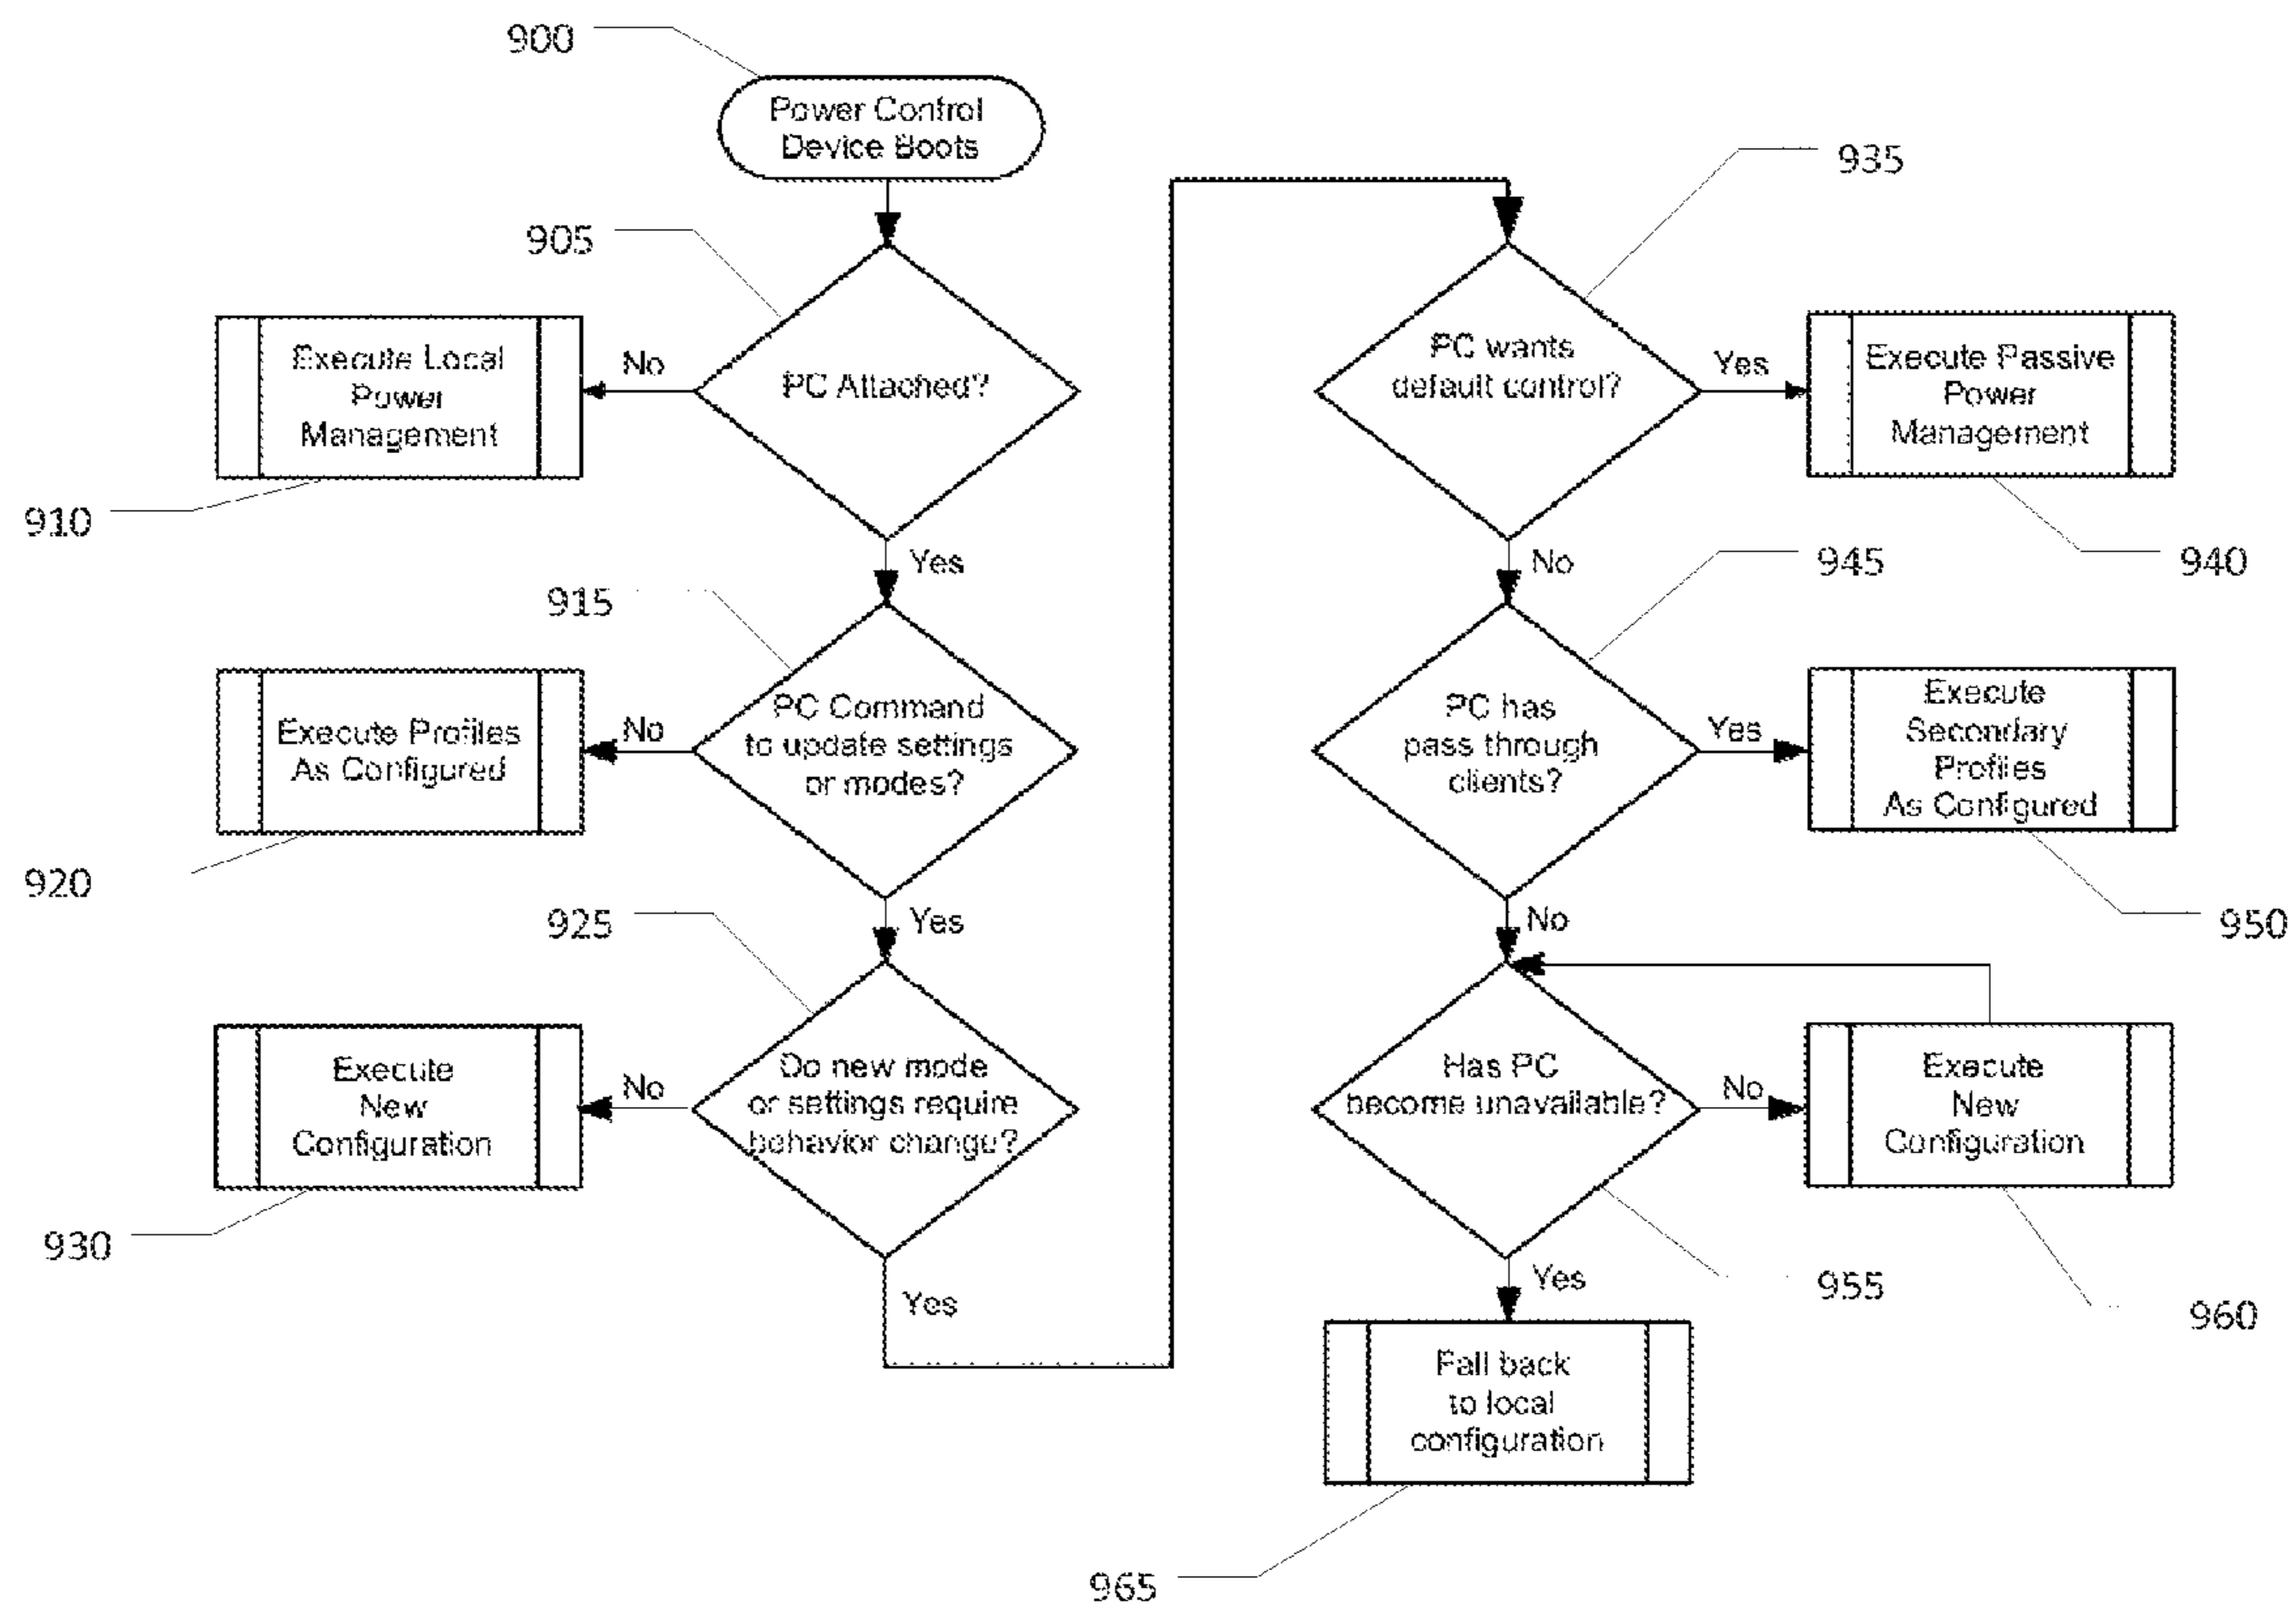 900
Power Control
Device Boots
905
PC Attached?
No
Execute Local
Power
Management
910
Yes
915
PC Command
to update settings
or modes?
No
Execute Profiles
As Configured
920
Yes
925
Do new mode
or settings require
behavior change?
No
Execute
New
Configuration
930
Yes
935
PC wants
default control?
Yes
Execute Passive
Power
Management
940
No
945
PC has
pass through
clients?
Yes
Execute
Secondary
Profiles
As Configured
950
No
Has PC
become unavailable?
No
Execute
New
Configuration
955
960
Yes
Fall back
to local
configuration
965